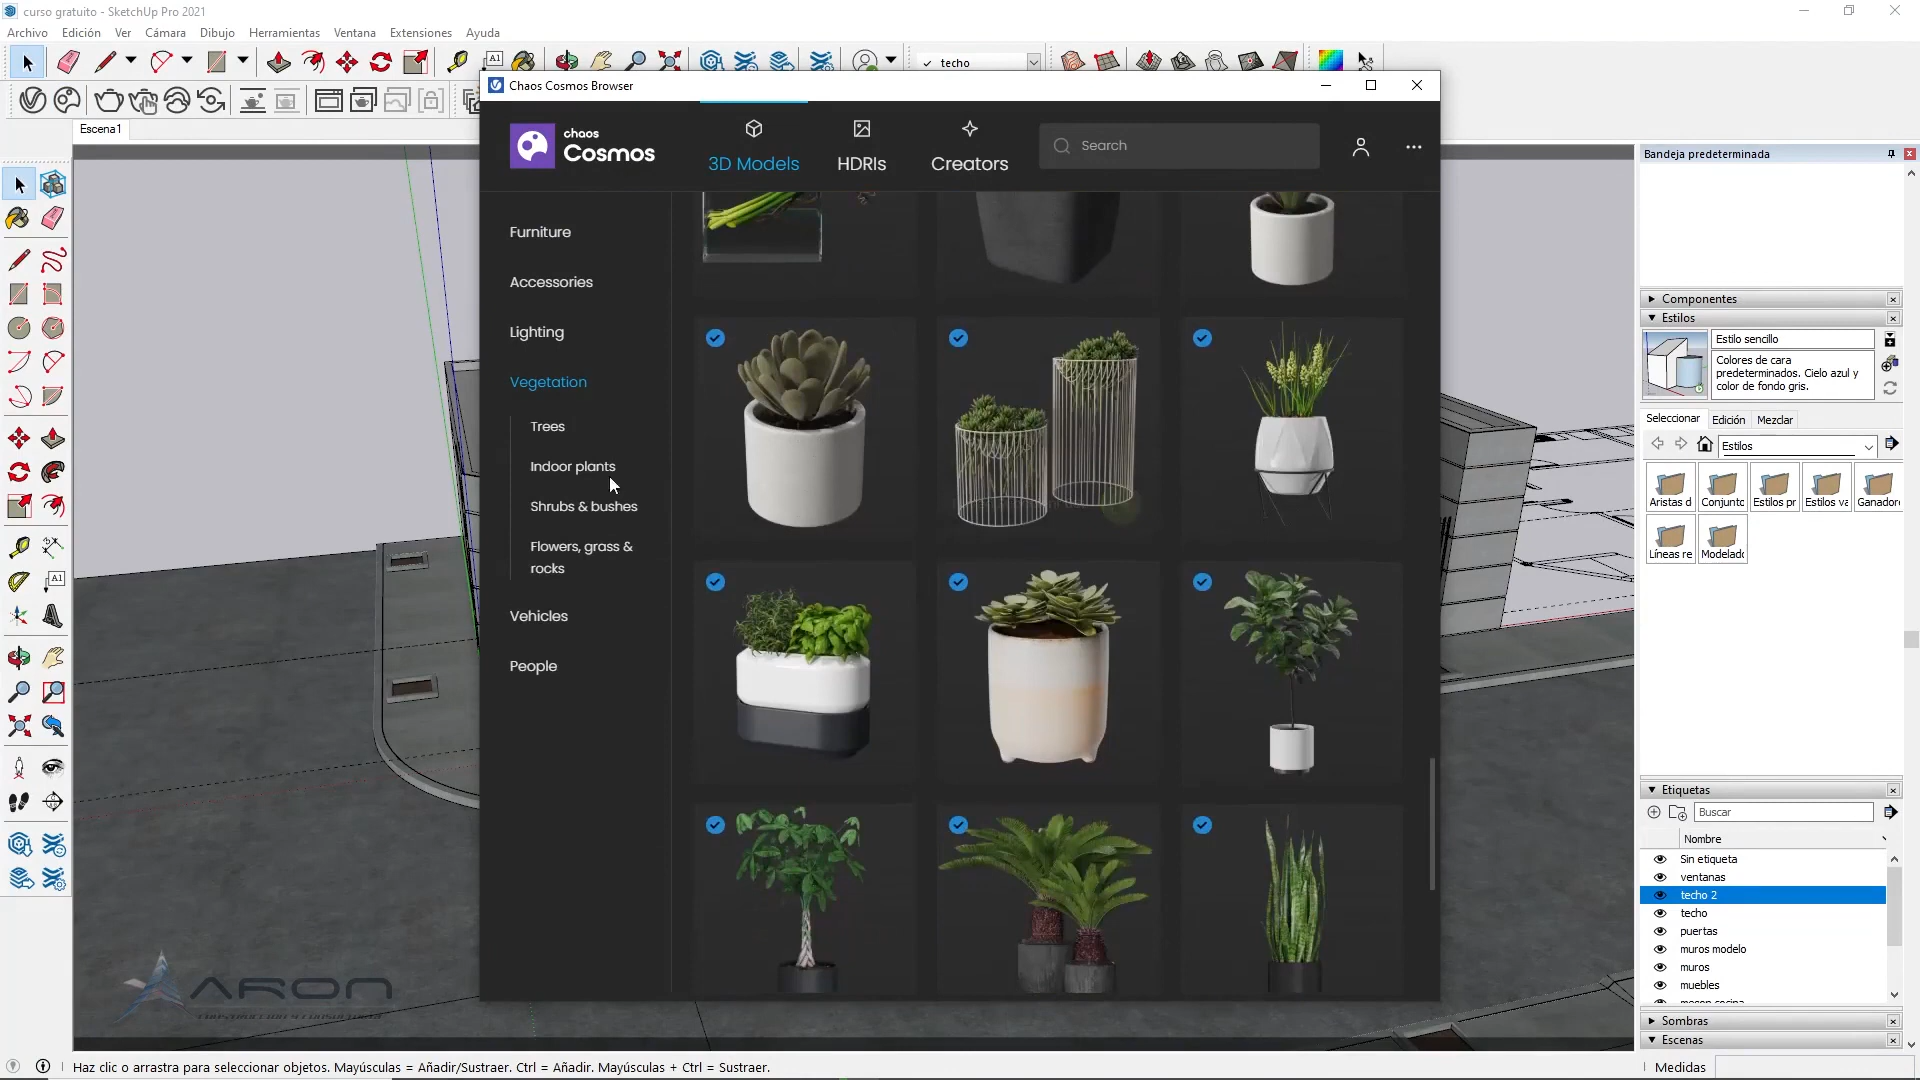 curso gratuito - SketchUp Pro 2021
Archivo Edición Ver Cámara Dibujo Herramientas Ventana Extensiones Ayuda
techo
Escena1
Chaos Cosmos Browser
chaos
Cosmos
3D Models
HDRIs
Creators
Search
Furniture
Accessories
Lighting
Vegetation
Trees
Indoor plants
Shrubs & bushes
Flowers, grass &
rocks
Vehicles
People
Bandeja predeterminada
Componentes
Estilos
Estilo sencillo
Colores de cara
predeterminados. Cielo azul y
color de fondo gris.
Seleccionar Edición Mezclar
Estilos
Aristas d Conjunto Estilos pr Estilos va Ganador
Líneas re Modelado
Etiquetas
Buscar
Nombre
Sin etiqueta
ventanas
techo 2
techo
puertas
muros modelo
muros
muebles
Sombras
Escenas
ARON
CONSTRUCCION Y CONSULTORIA
Haz clic o arrastra para seleccionar objetos. Mayúsculas = Añadir/Sustraer. Ctrl = Añadir. Mayúsculas + Ctrl = Sustraer.
Medidas